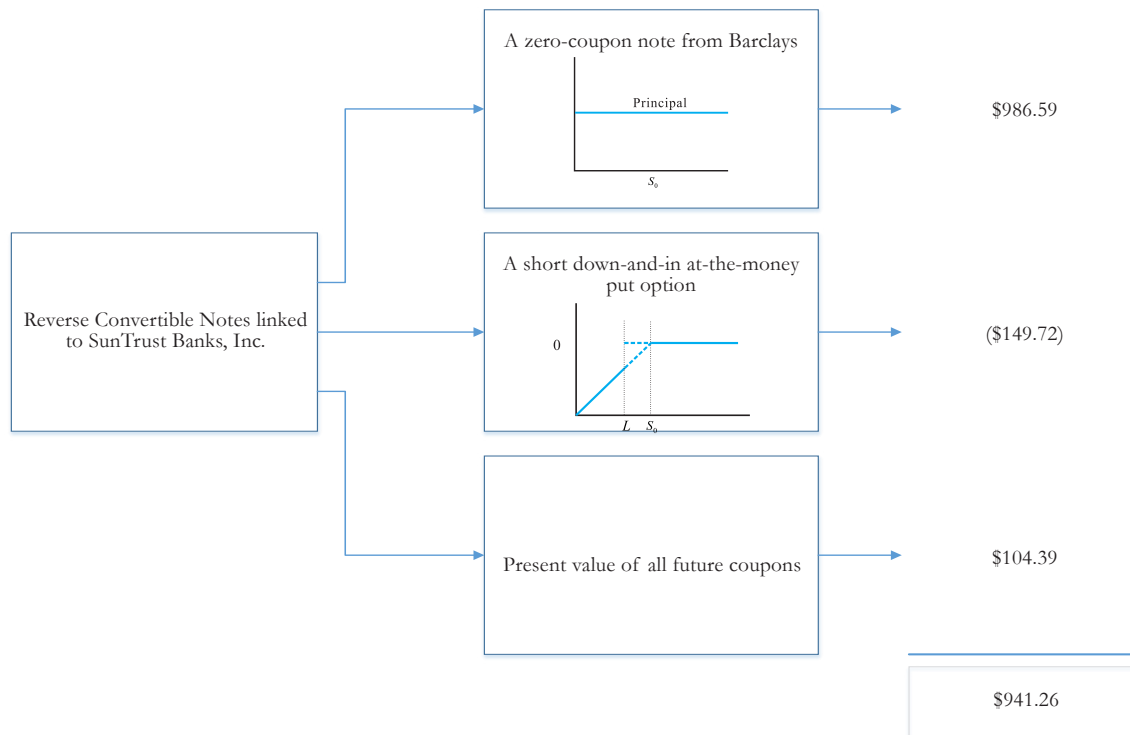 A zero-coupon note from Barclays
Principal
S₀
$986.59
Reverse Convertible Notes linked
to SunTrust Banks, Inc.
A short down-and-in at-the-money
put option
0
L S₀
($149.72)
Present value of all future coupons
$104.39
$941.26